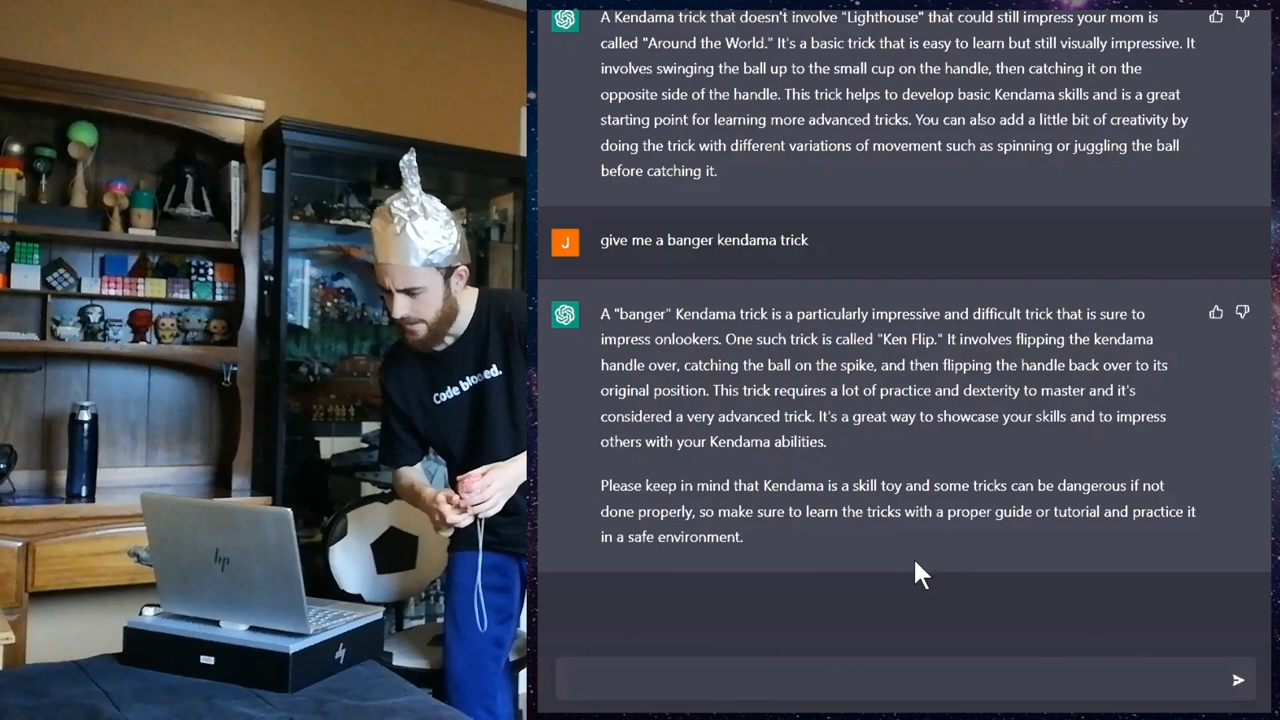 A Kendama trick that doesn't involve "Lighthouse" that could still impress your mom is
called "Around the World." It's a basic trick that is easy to learn but still visually impressive. It
involves swinging the ball up to the small cup on the handle, then catching it on the
opposite side of the handle. This trick helps to develop basic Kendama skills and is a great
starting point for learning more advanced tricks. You can also add a little bit of creativity by
doing the trick with different variations of movement such as spinning or juggling the ball
before catching it.
J
give me a banger kendama trick
A "banger" Kendama trick is a particularly impressive and difficult trick that is sure to
impress onlookers. One such trick is called "Ken Flip." It involves flipping the kendama
handle over, catching the ball on the spike, and then flipping the handle back over to its
original position. This trick requires a lot of practice and dexterity to master and it's
considered a very advanced trick. It's a great way to showcase your skills and to impress
others with your Kendama abilities.
Please keep in mind that Kendama is a skill toy and some tricks can be dangerous if not
done properly, so make sure to learn the tricks with a proper guide or tutorial and practice it
in a safe environment.
Code
hp
hp